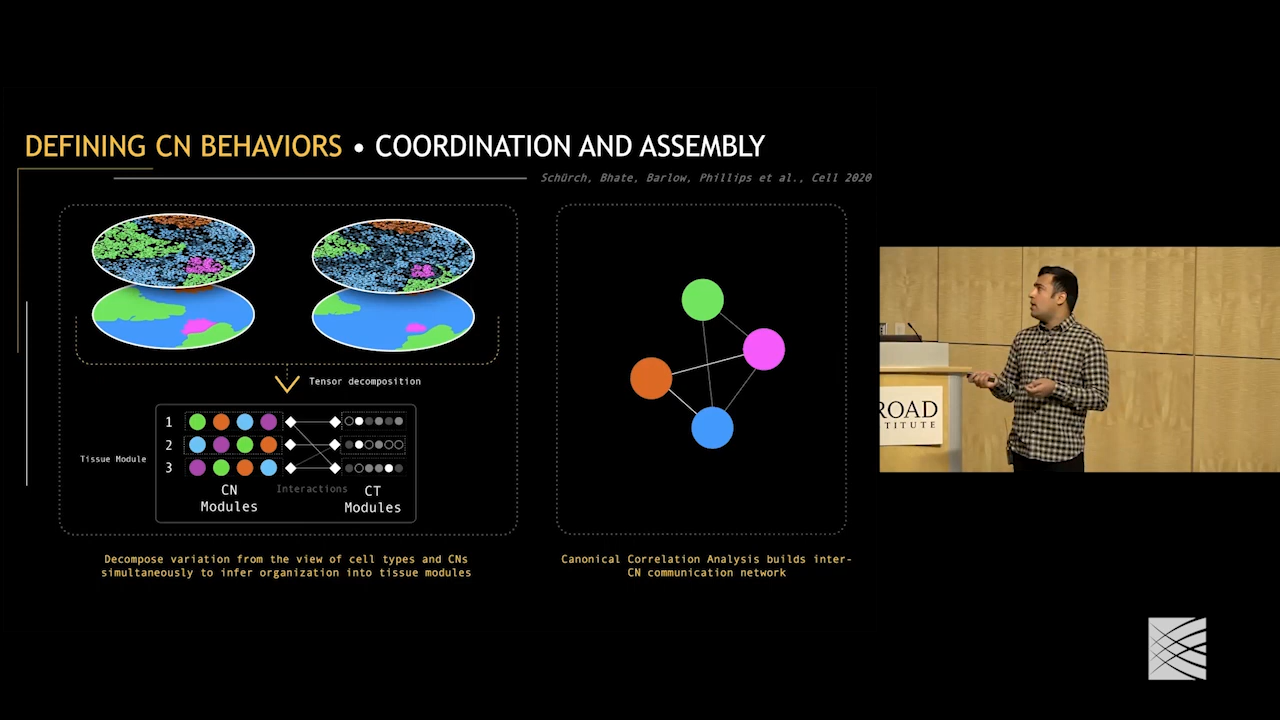 DEFINING CN BEHAVIORS • COORDINATION AND ASSEMBLY
Schürch, Bhate, Barlow, Phillips et al., Cell 2020
Tensor decomposition
Tissue Module
1
2
3
CN
Modules
Interactions
CT
Modules
Decompose variation from the view of cell types and CNs
simultaneously to infer organization into tissue modules
Canonical Correlation Analysis builds inter-
CN communication network
ROAD
TITUTE